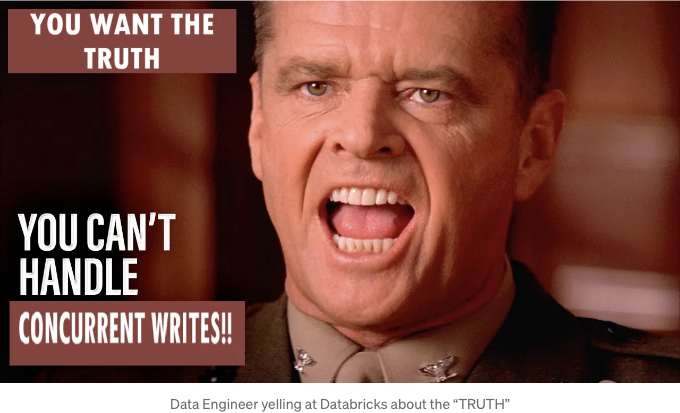 YOU WANT THE
TRUTH
YOU CAN'T
HANDLE
CONCURRENT WRITES!!
Data Engineer yelling at Databricks about the “TRUTH”